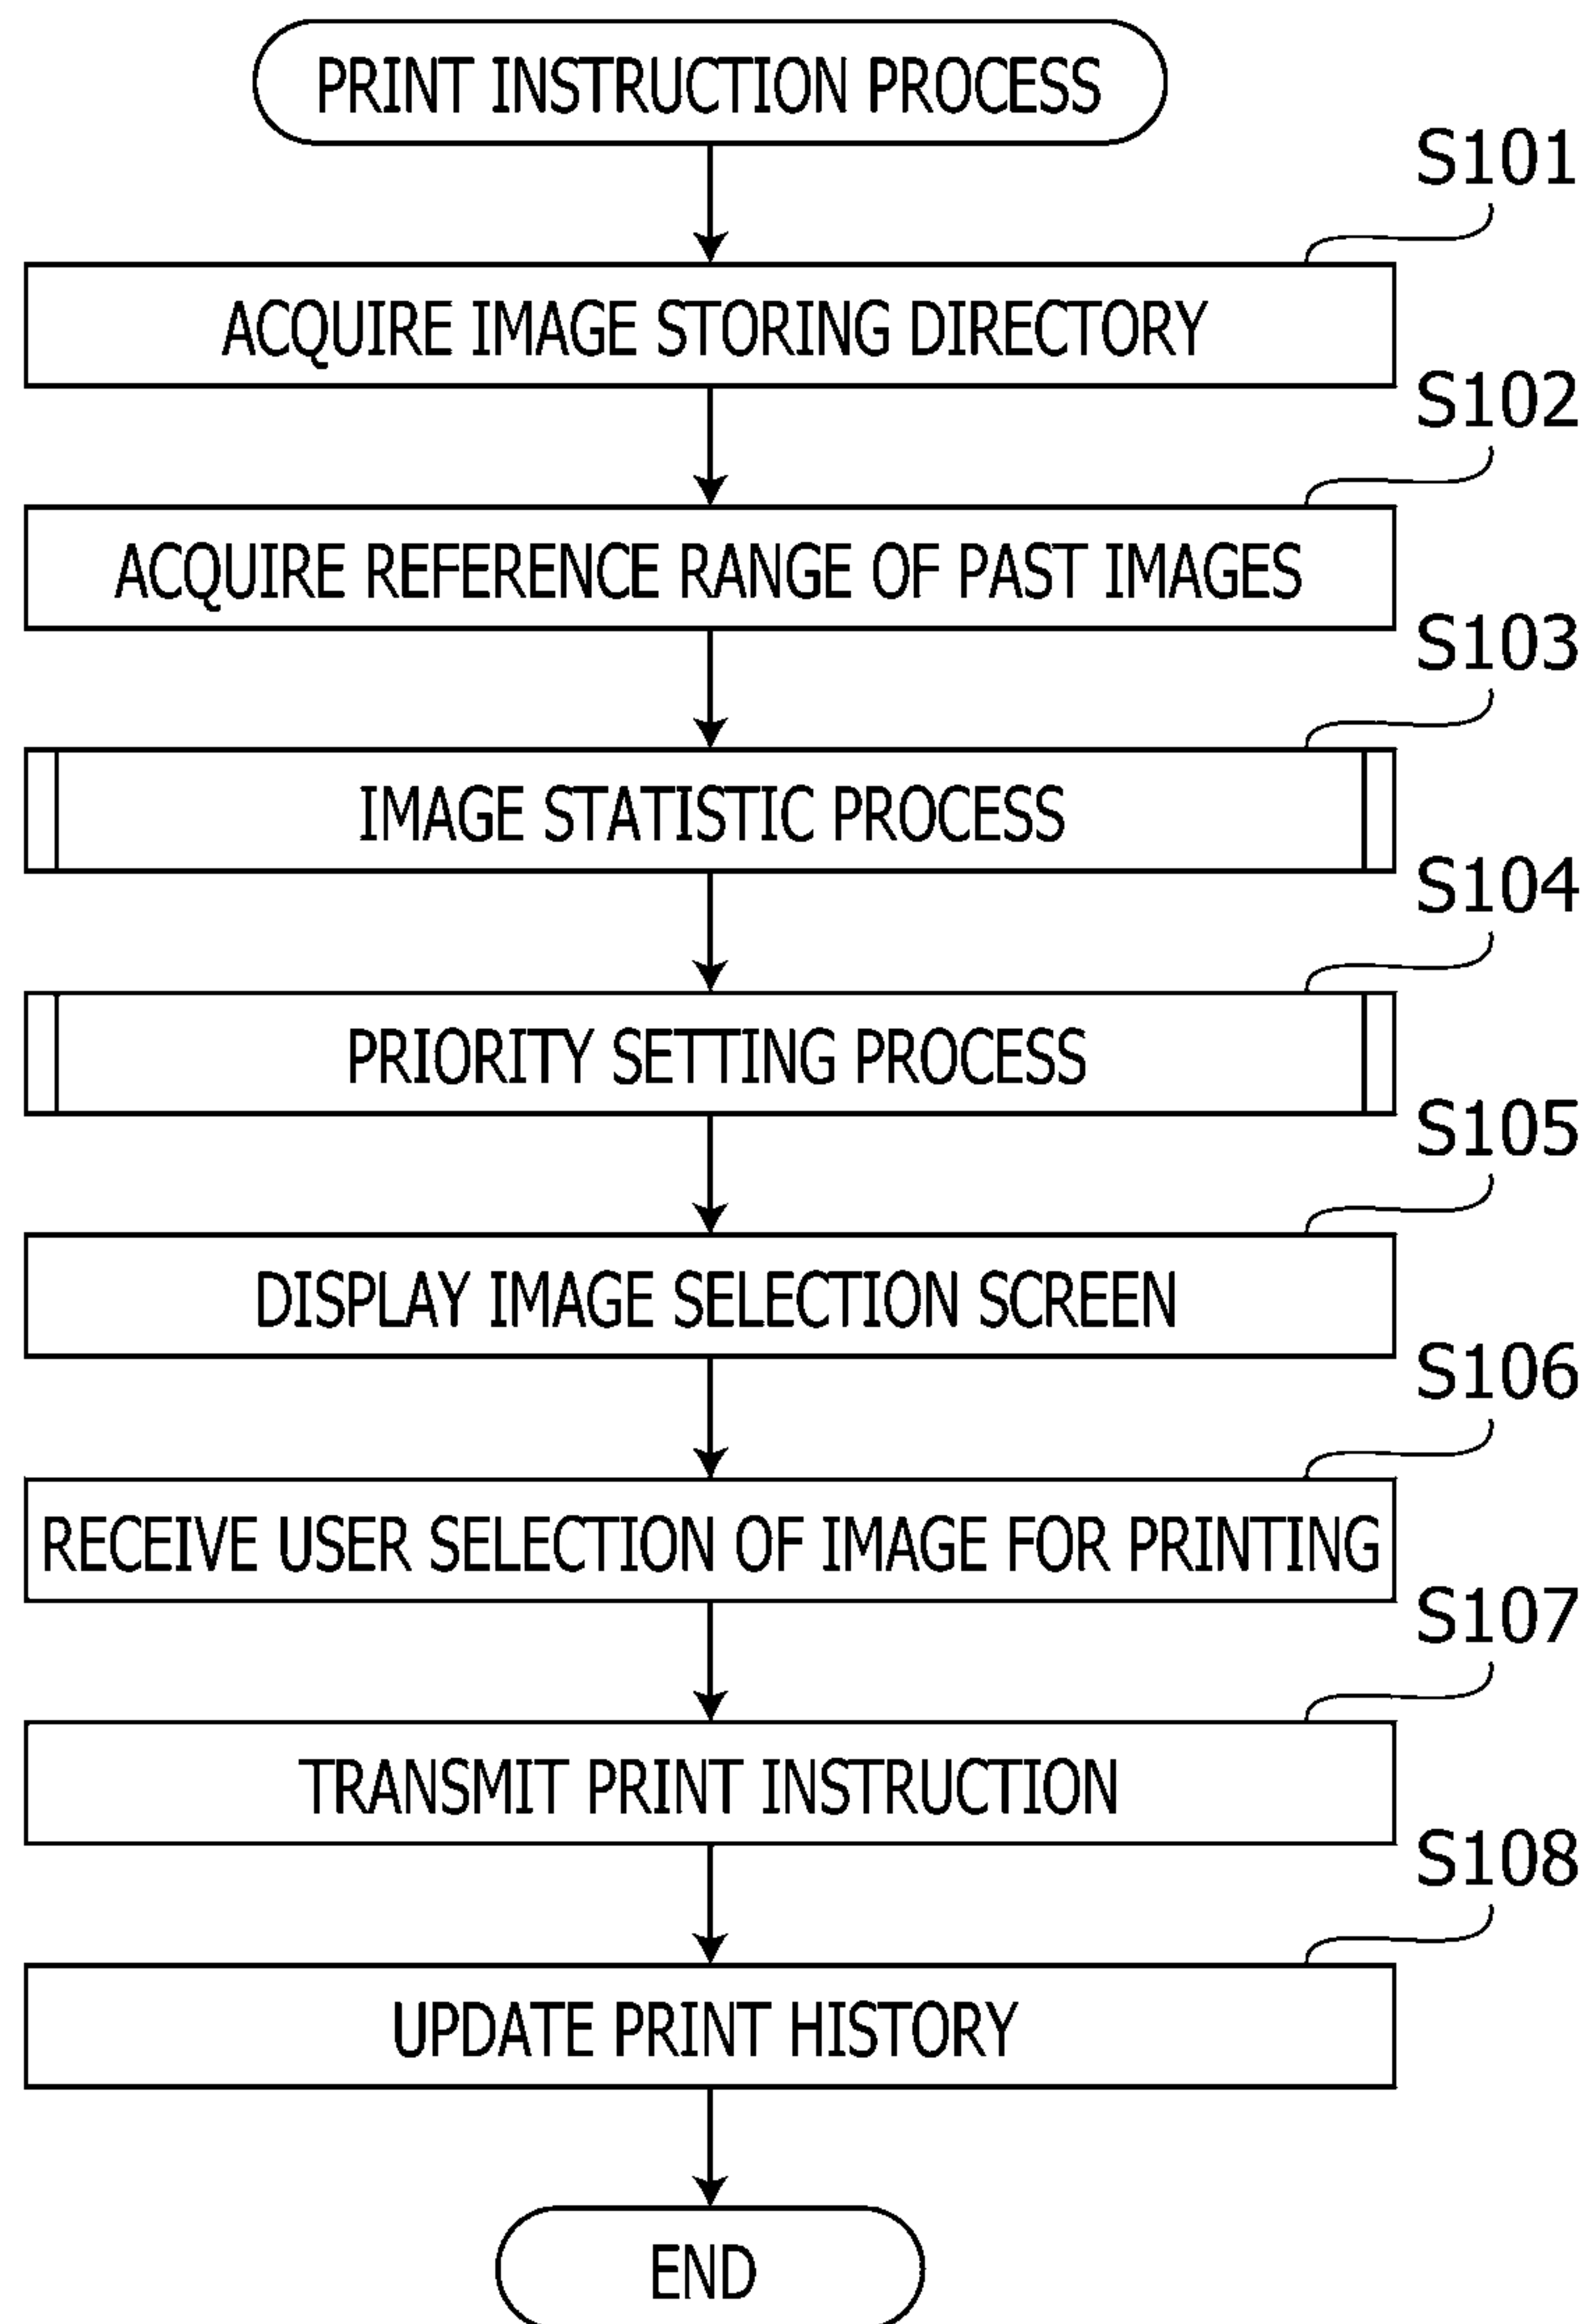 PRINT INSTRUCTION PROCESS
S101
ACQUIRE IMAGE STORING DIRECTORY
S102
ACQUIRE REFERENCE RANGE OF PAST IMAGES
S103
IMAGE STATISTIC PROCESS
S104
PRIORITY SETTING PROCESS
S105
DISPLAY IMAGE SELECTION SCREEN
S106
RECEIVE USER SELECTION OF IMAGE FOR PRINTING
S107
TRANSMIT PRINT INSTRUCTION
S108
UPDATE PRINT HISTORY
END